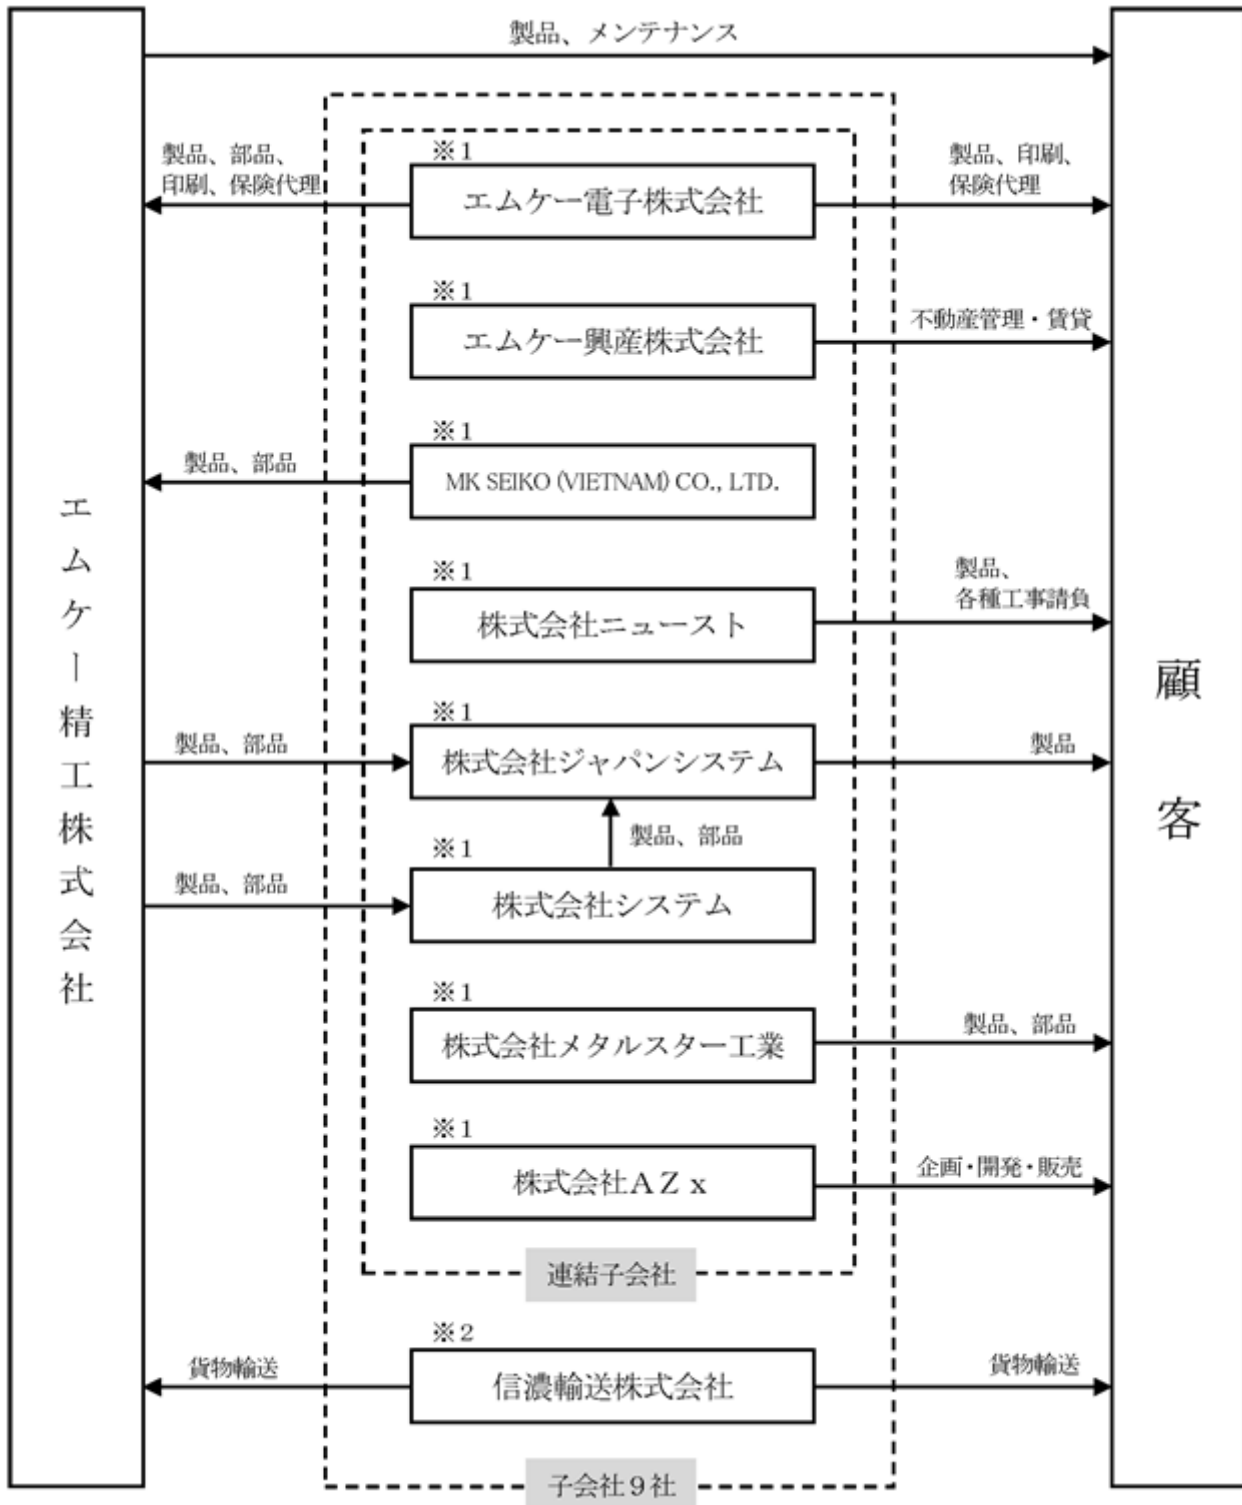 製品、メンテナンス
エムケー精工株式会社
顧客
※1
製品、部品、
印刷、保険代理
エムケー電子株式会社
製品、印刷、
保険代理
※1
エムケー興産株式会社
不動産管理・賃貸
※1
製品、部品
MK SEIKO (VIETNAM) CO., LTD.
※1
株式会社ニュースト
製品、
各種工事請負
※1
製品、部品
株式会社ジャパンシステム
製品
製品、部品
※1
製品、部品
株式会社システム
※1
株式会社メタルスター工業
製品、部品
※1
株式会社AZx
企画・開発・販売
連結子会社
※2
貨物輸送
信濃輸送株式会社
貨物輸送
子会社9社